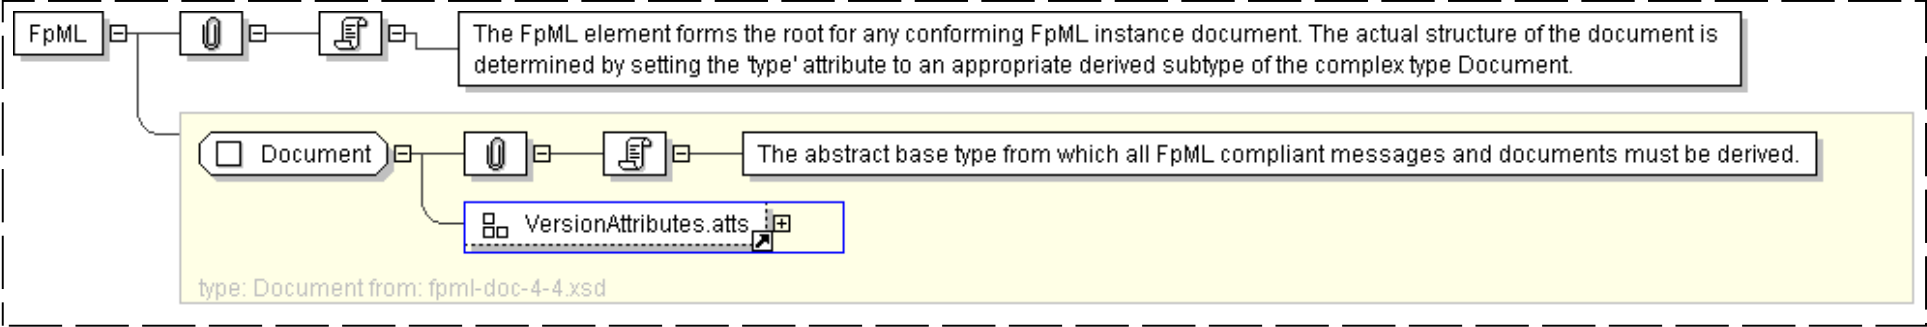 FpML
The FpML element forms the root for any conforming FpML instance document. The actual structure of the document is
determined by setting the 'type' attribute to an appropriate derived subtype of the complex type Document.
Document
The abstract base type from which all FpML compliant messages and documents must be derived.
VersionAttributes.atts
type: Document from: fpml-doc-4-4.xsd